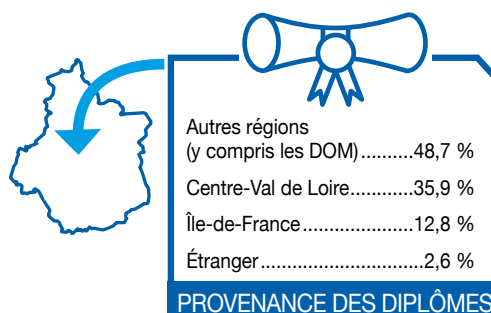 Autres régions
(y compris les DOM)..........48,7 %
Centre-Val de Loire............35,9 %
Île-de-France.....................12,8 %
Étranger..............................2,6 %
PROVENANCE DES DIPLÔMES